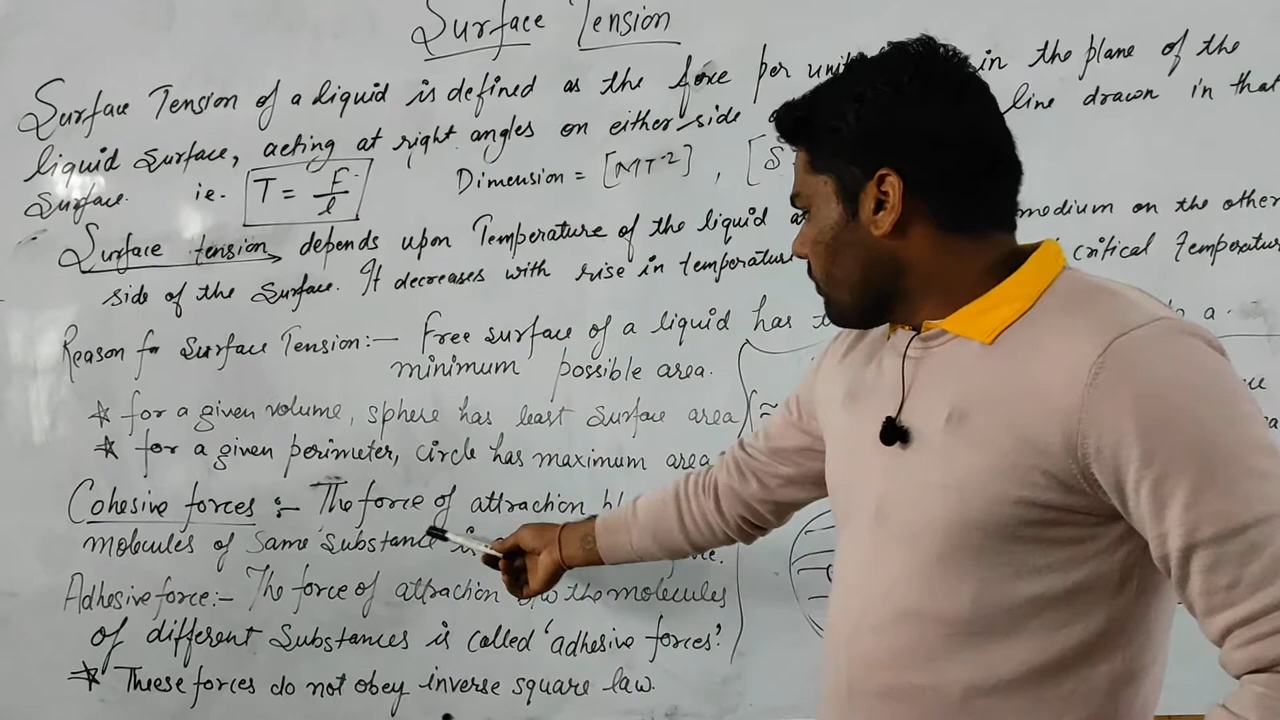 Surface Tension
Surface Tension of a liquid is defined as the force per unit in the plane of the
liquid surface, acting at right angles on either side line drawn in that
Surface. ie. T = F/l Dimension = [MT⁻²] , [S
Surface tension depends upon Temperature of the liquid medium on the other
side of the surface. It decreases with rise in temperature critical temperatur
Reason for Surface Tension:- Free surface of a liquid has a
minimum possible area.
* for a given volume, sphere has least surface area
* for a given perimeter, circle has maximum area
Cohesive forces :- The force of attraction
molecules of same substance is
Adhesive force:- The force of attraction b/w the molecules
of different substances is called 'adhesive forces'.
* These forces do not obey inverse square law.